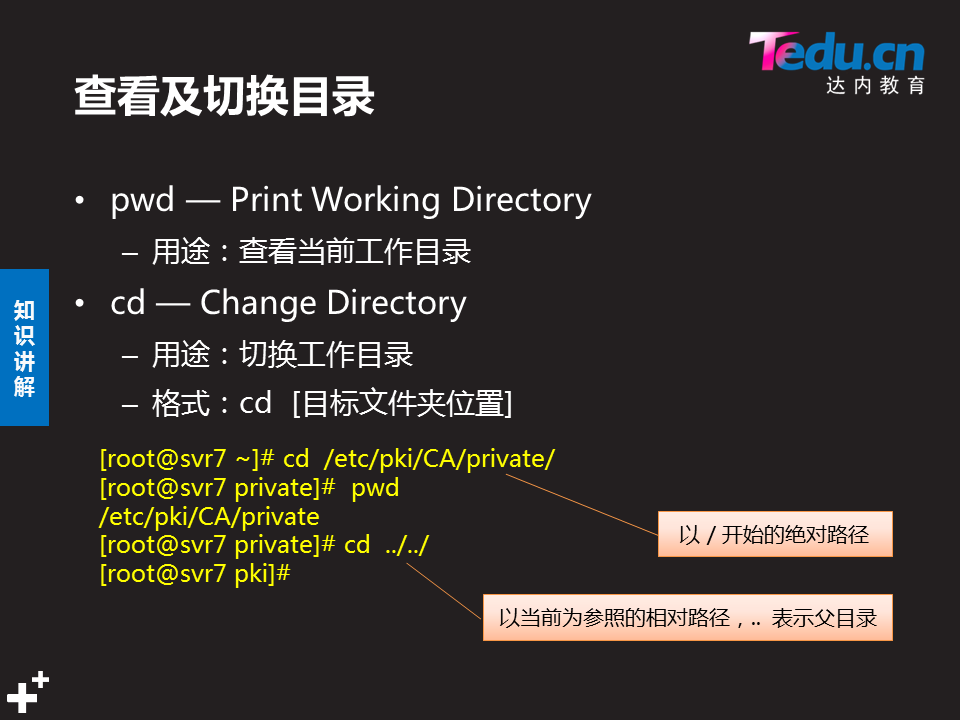 Tedu.cn
达内教育
查看及切换目录
• pwd — Print Working Directory
– 用途：查看当前工作目录
• cd — Change Directory
– 用途：切换工作目录
– 格式：cd [目标文件夹位置]
知识讲解
[root@svr7 ~]# cd /etc/pki/CA/private/
[root@svr7 private]# pwd
/etc/pki/CA/private
[root@svr7 private]# cd ../../
[root@svr7 pki]#
以 / 开始的绝对路径
以当前为参照的相对路径，.. 表示父目录